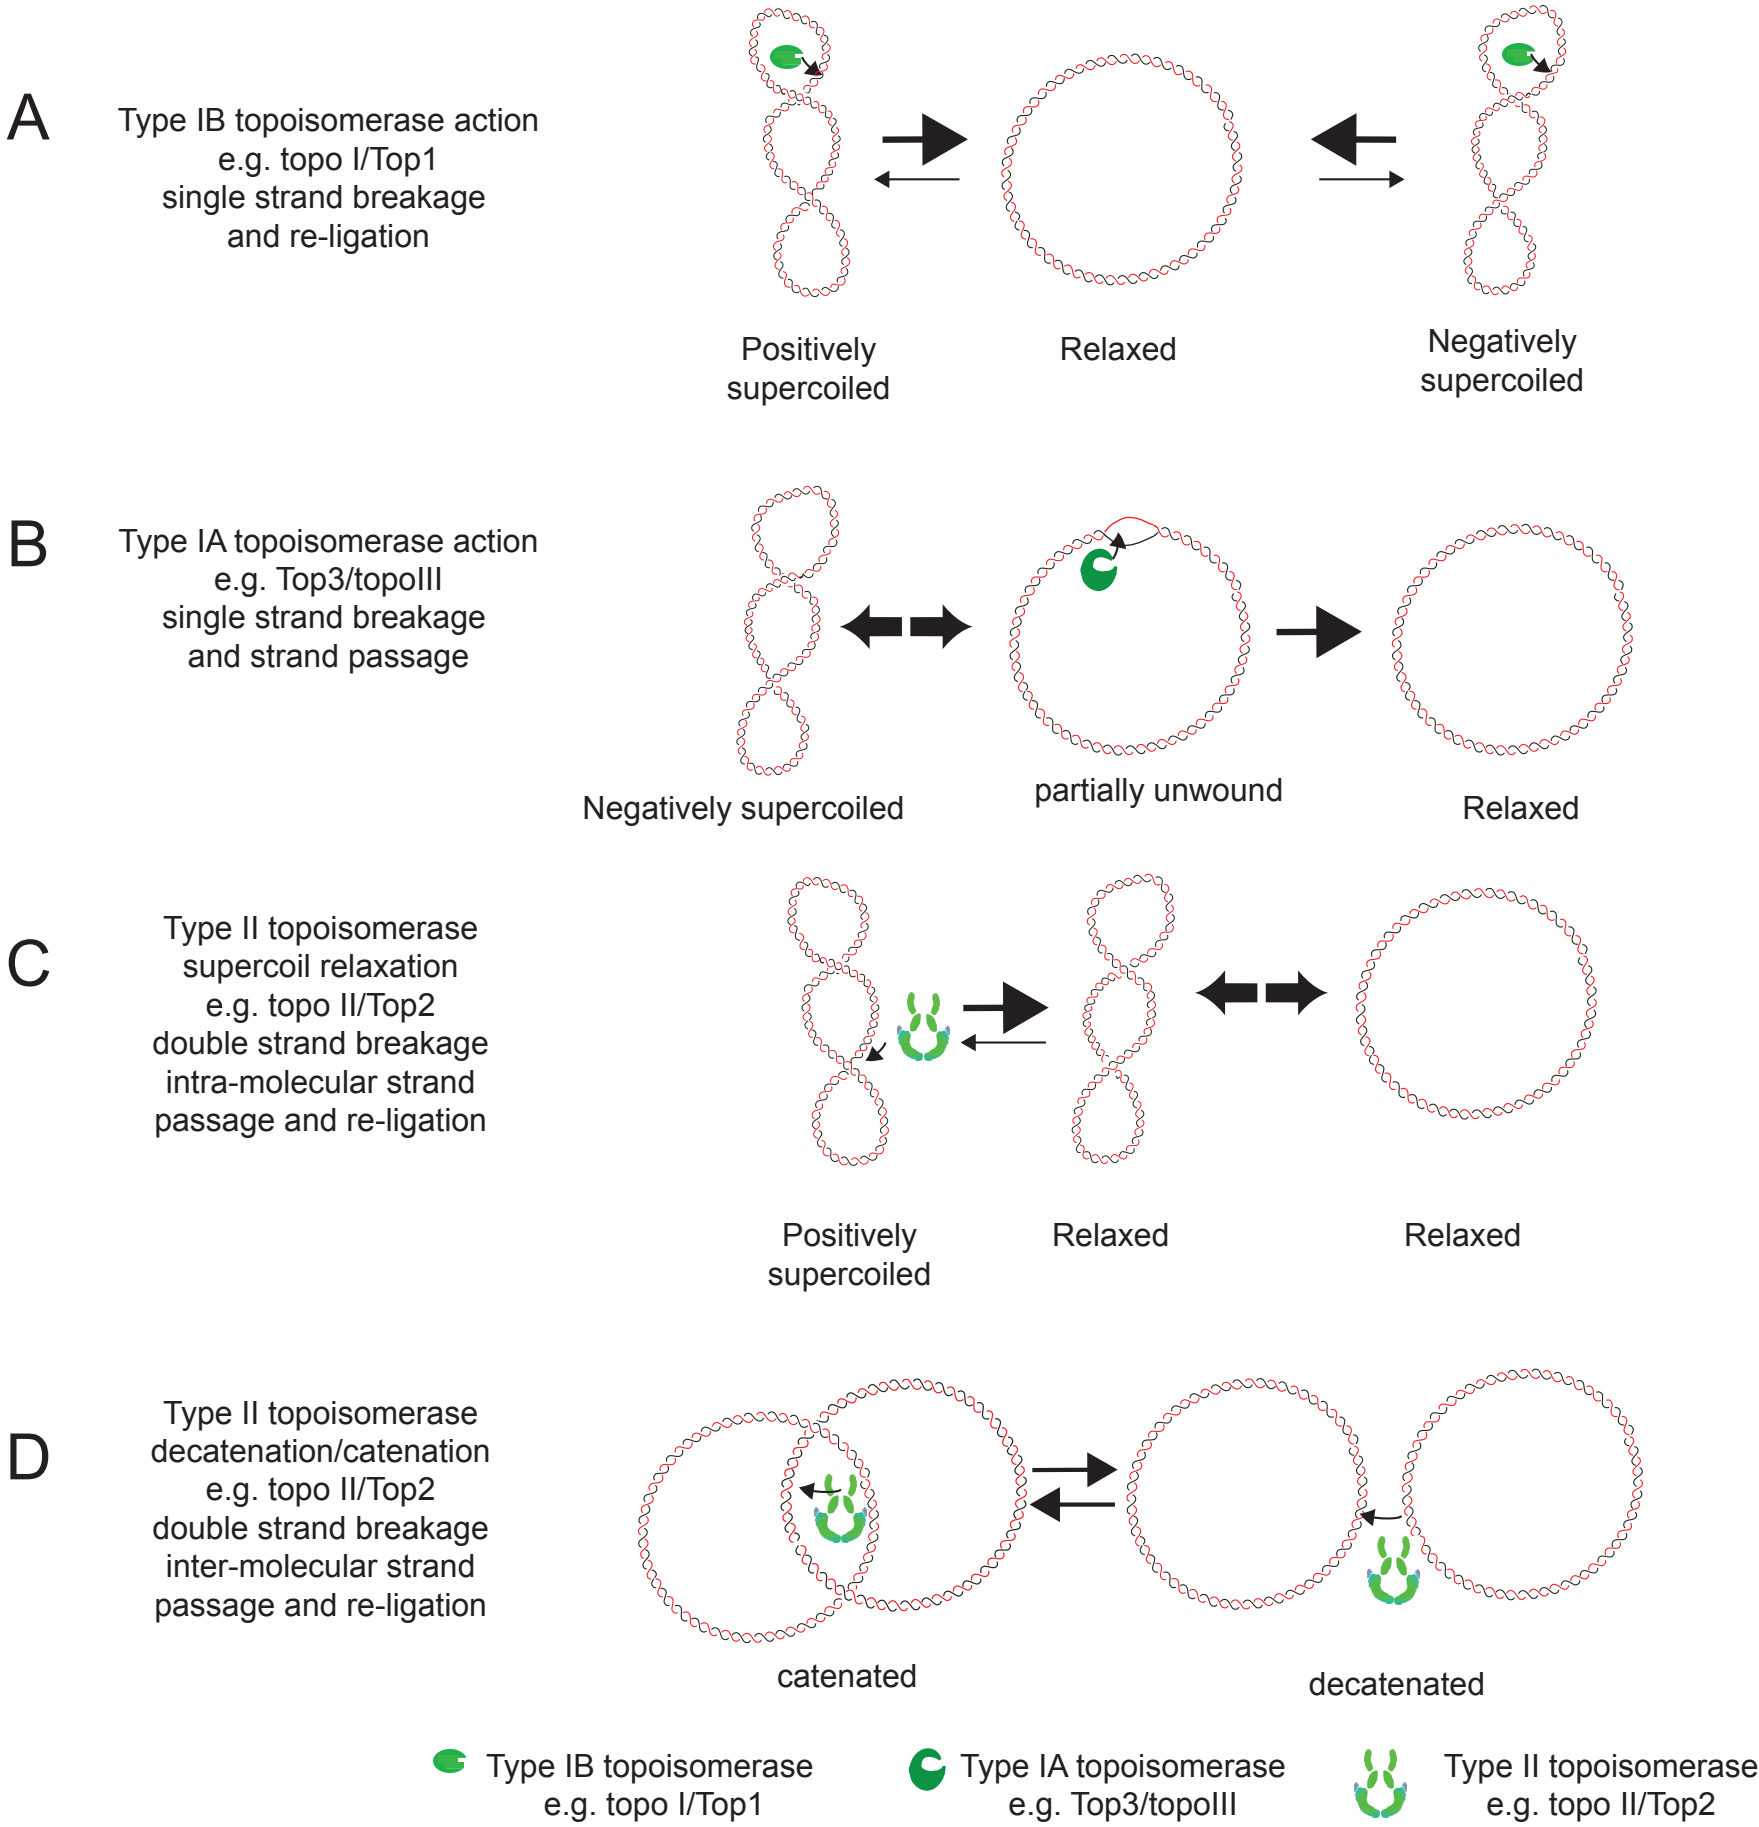 A
Type IB topoisomerase action
e.g. topo I/Top1
single strand breakage
and re-ligation
Positively
supercoiled
Relaxed
Negatively
supercoiled
B
Type IA topoisomerase action
e.g. Top3/topoIII
single strand breakage
and strand passage
Negatively supercoiled
partially unwound
Relaxed
C
Type II topoisomerase
supercoil relaxation
e.g. topo II/Top2
double strand breakage
intra-molecular strand
passage and re-ligation
Positively
supercoiled
Relaxed
Relaxed
D
Type II topoisomerase
decatenation/catenation
e.g. topo II/Top2
double strand breakage
inter-molecular strand
passage and re-ligation
catenated
decatenated
Type IB topoisomerase
e.g. topo I/Top1
Type IA topoisomerase
e.g. Top3/topoIII
Type II topoisomerase
e.g. topo II/Top2